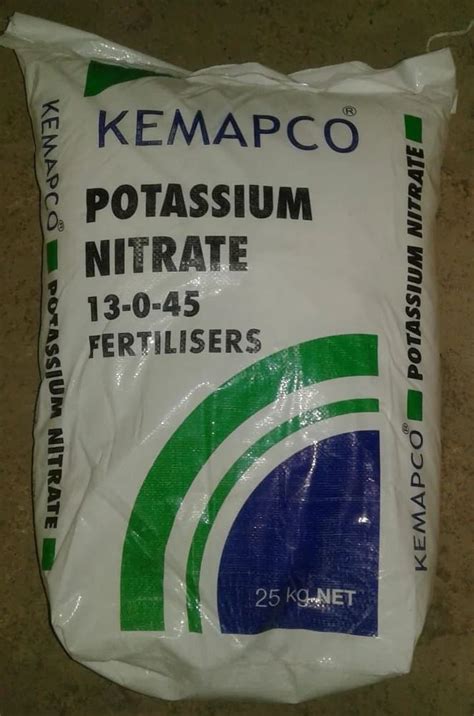 KEMAPCO®
POTASSIUM
NITRATE
13-0-45
FERTILISERS
25 kg. NET
KEMAPCO® POTASSIUM NITRATE
KEMAPCO® POTASSIUM NITRATE